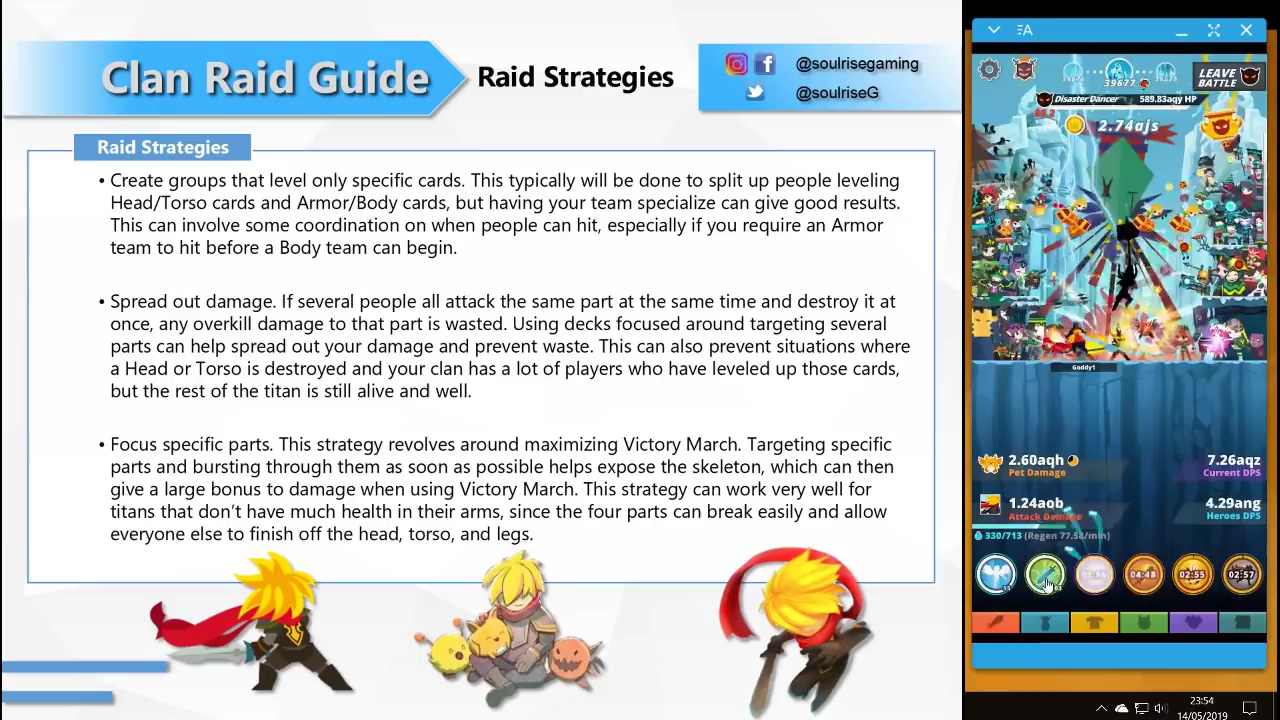 Clan Raid Guide
Raid Strategies
@soulrisegaming
@soulriseG
Raid Strategies
• Create groups that level only specific cards. This typically will be done to split up people leveling
Head/Torso cards and Armor/Body cards, but having your team specialize can give good results.
This can involve some coordination on when people can hit, especially if you require an Armor
team to hit before a Body team can begin.
• Spread out damage. If several people all attack the same part at the same time and destroy it at
once, any overkill damage to that part is wasted. Using decks focused around targeting several
parts can help spread out your damage and prevent waste. This can also prevent situations where
a Head or Torso is destroyed and your clan has a lot of players who have leveled up those cards,
but the rest of the titan is still alive and well.
• Focus specific parts. This strategy revolves around maximizing Victory March. Targeting specific
parts and bursting through them as soon as possible helps expose the skeleton, which can then
give a large bonus to damage when using Victory March. This strategy can work very well for
titans that don't have much health in their arms, since the four parts can break easily and allow
everyone else to finish off the head, torso, and legs.
39677
LEAVE
BATTLE
Disaster Dancer
589.83aqy HP
2.74ajs
Goddy1
2.60aqh
Pet Damage
7.26aqz
Current DPS
1.24aqb
Attack Damage
4.29ang
Heroes DPS
330/713 (Regen 77.58/min)
04:48
02:55
02:57
23:54
14/05/2019